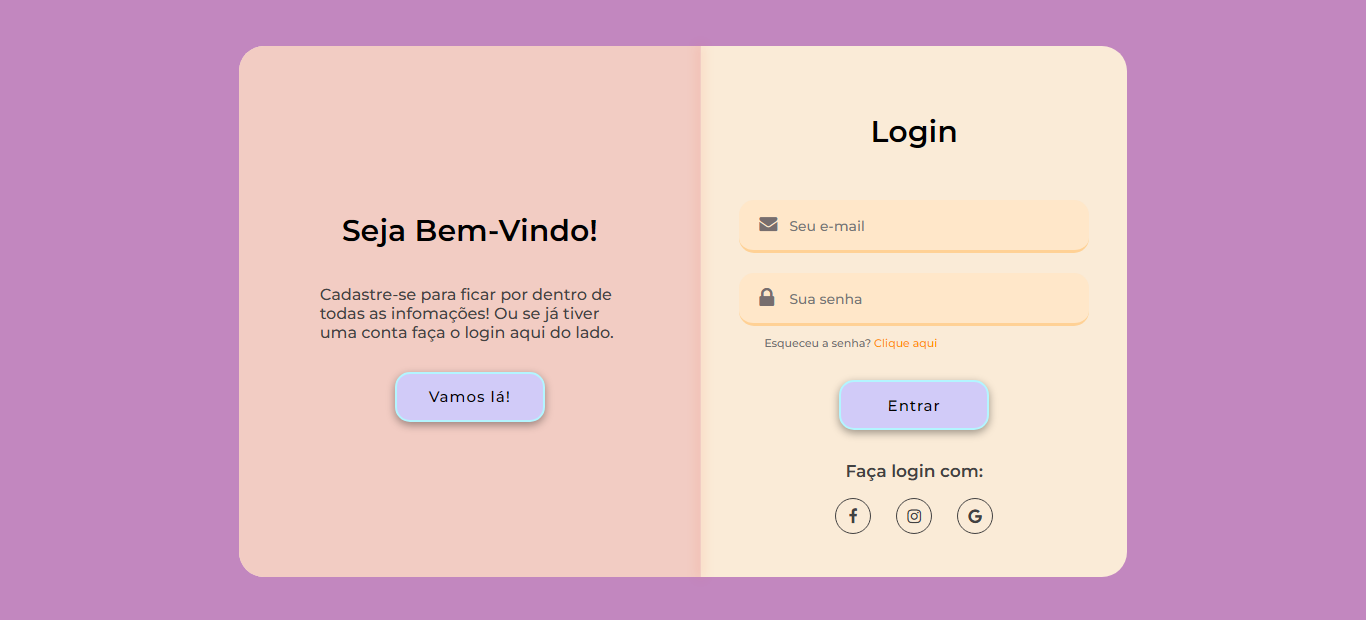 Seja Bem-Vindo!
Cadastre-se para ficar por dentro de
todas as infomações! Ou se já tiver
uma conta faça o login aqui do lado.
Vamos lá!
Login
Seu e-mail
Sua senha
Esqueceu a senha? Clique aqui
Entrar
Faça login com: